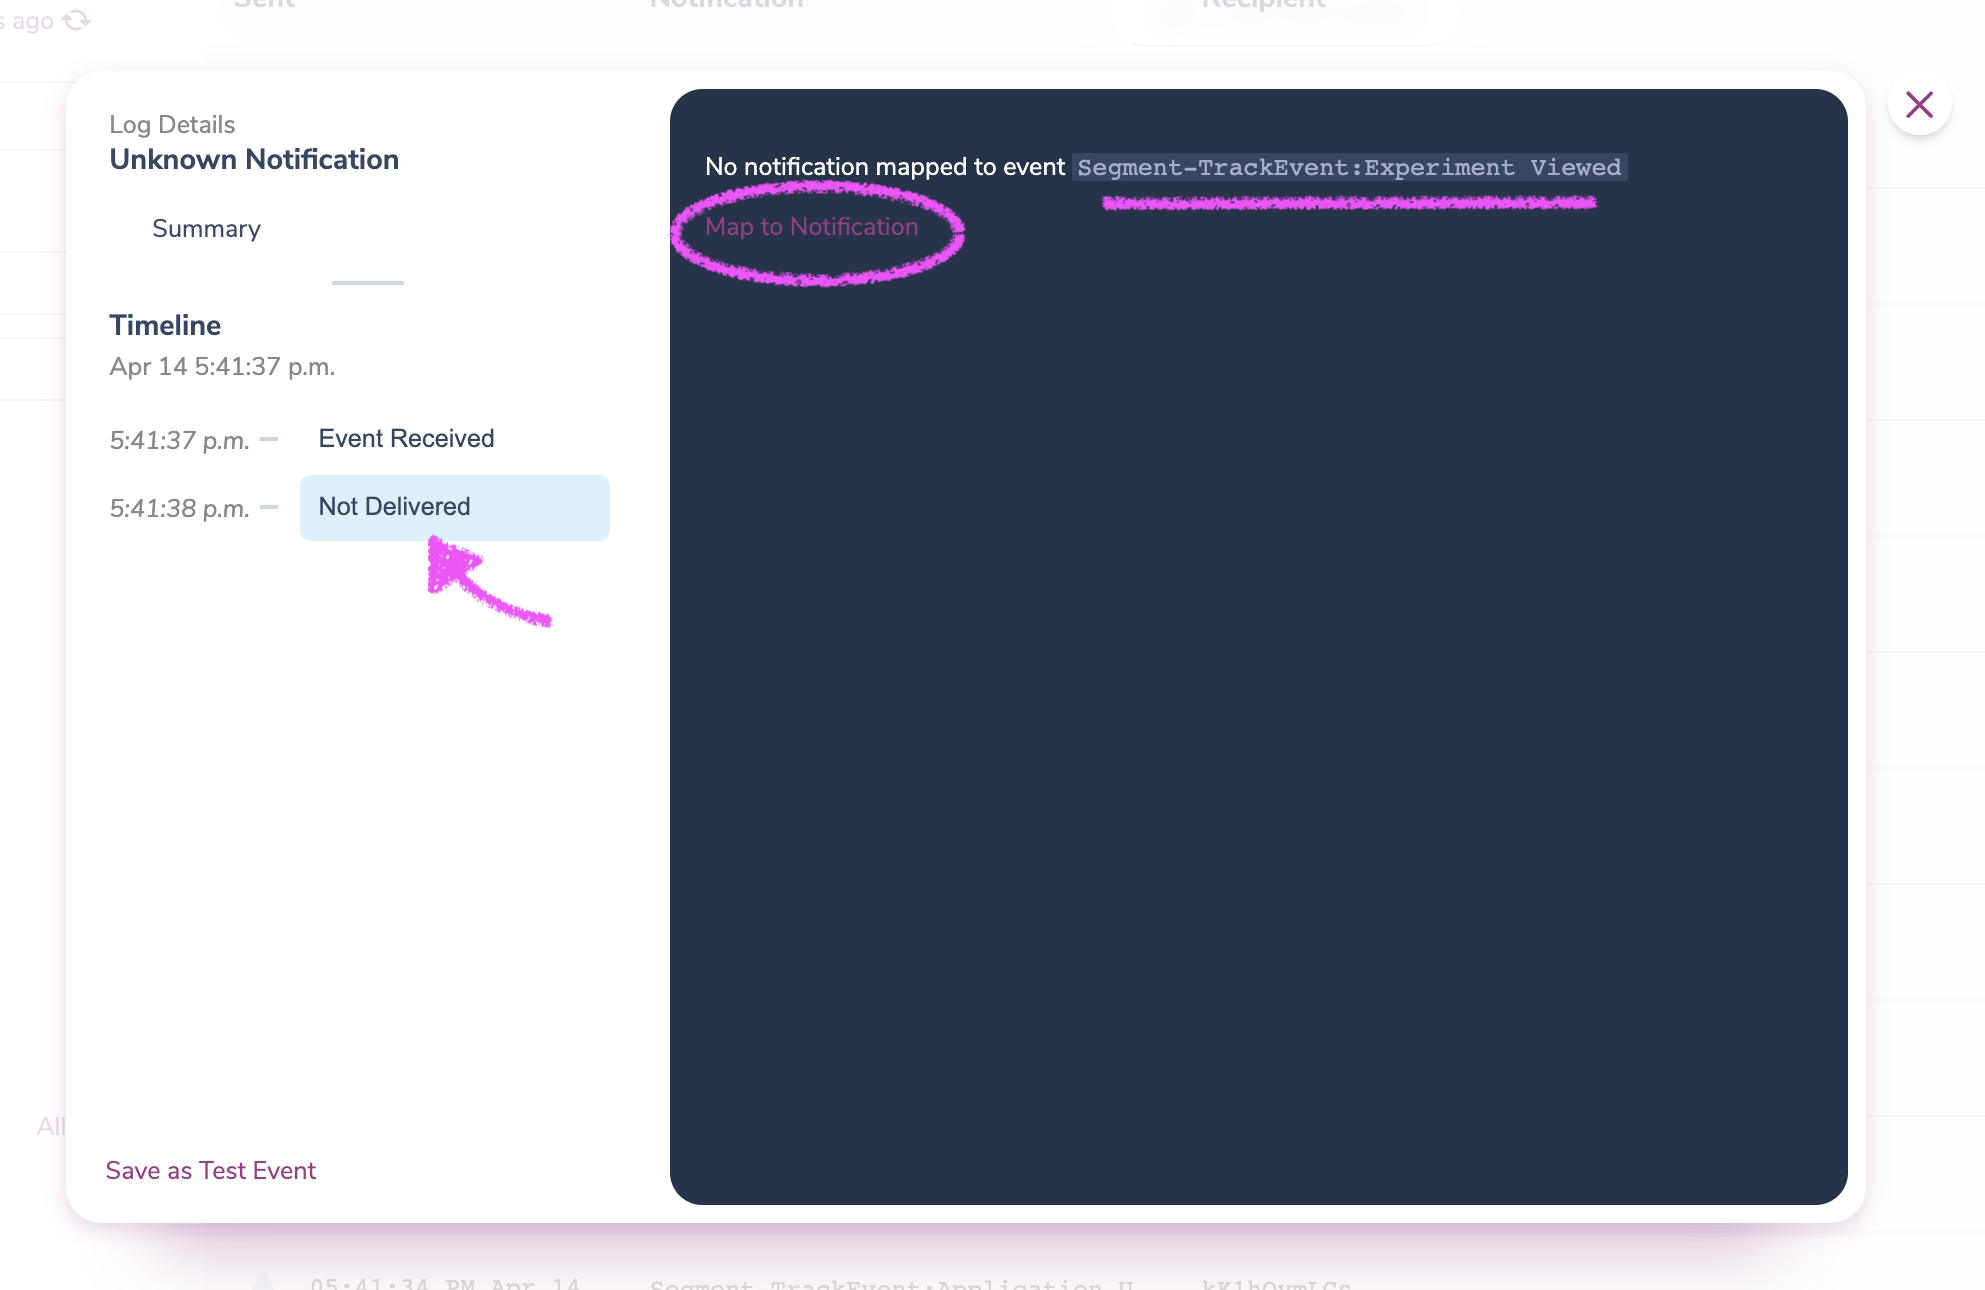 s ago
Sent Notification Recipient
Log Details
Unknown Notification
Summary
Timeline
Apr 14 5:41:37 p.m.
5:41:37 p.m. Event Received
5:41:38 p.m. Not Delivered
Save as Test Event
No notification mapped to event Segment-TrackEvent:Experiment Viewed
Map to Notification
All
05:41:34 PM Apr 14 Segment-TrackEvent:Application U